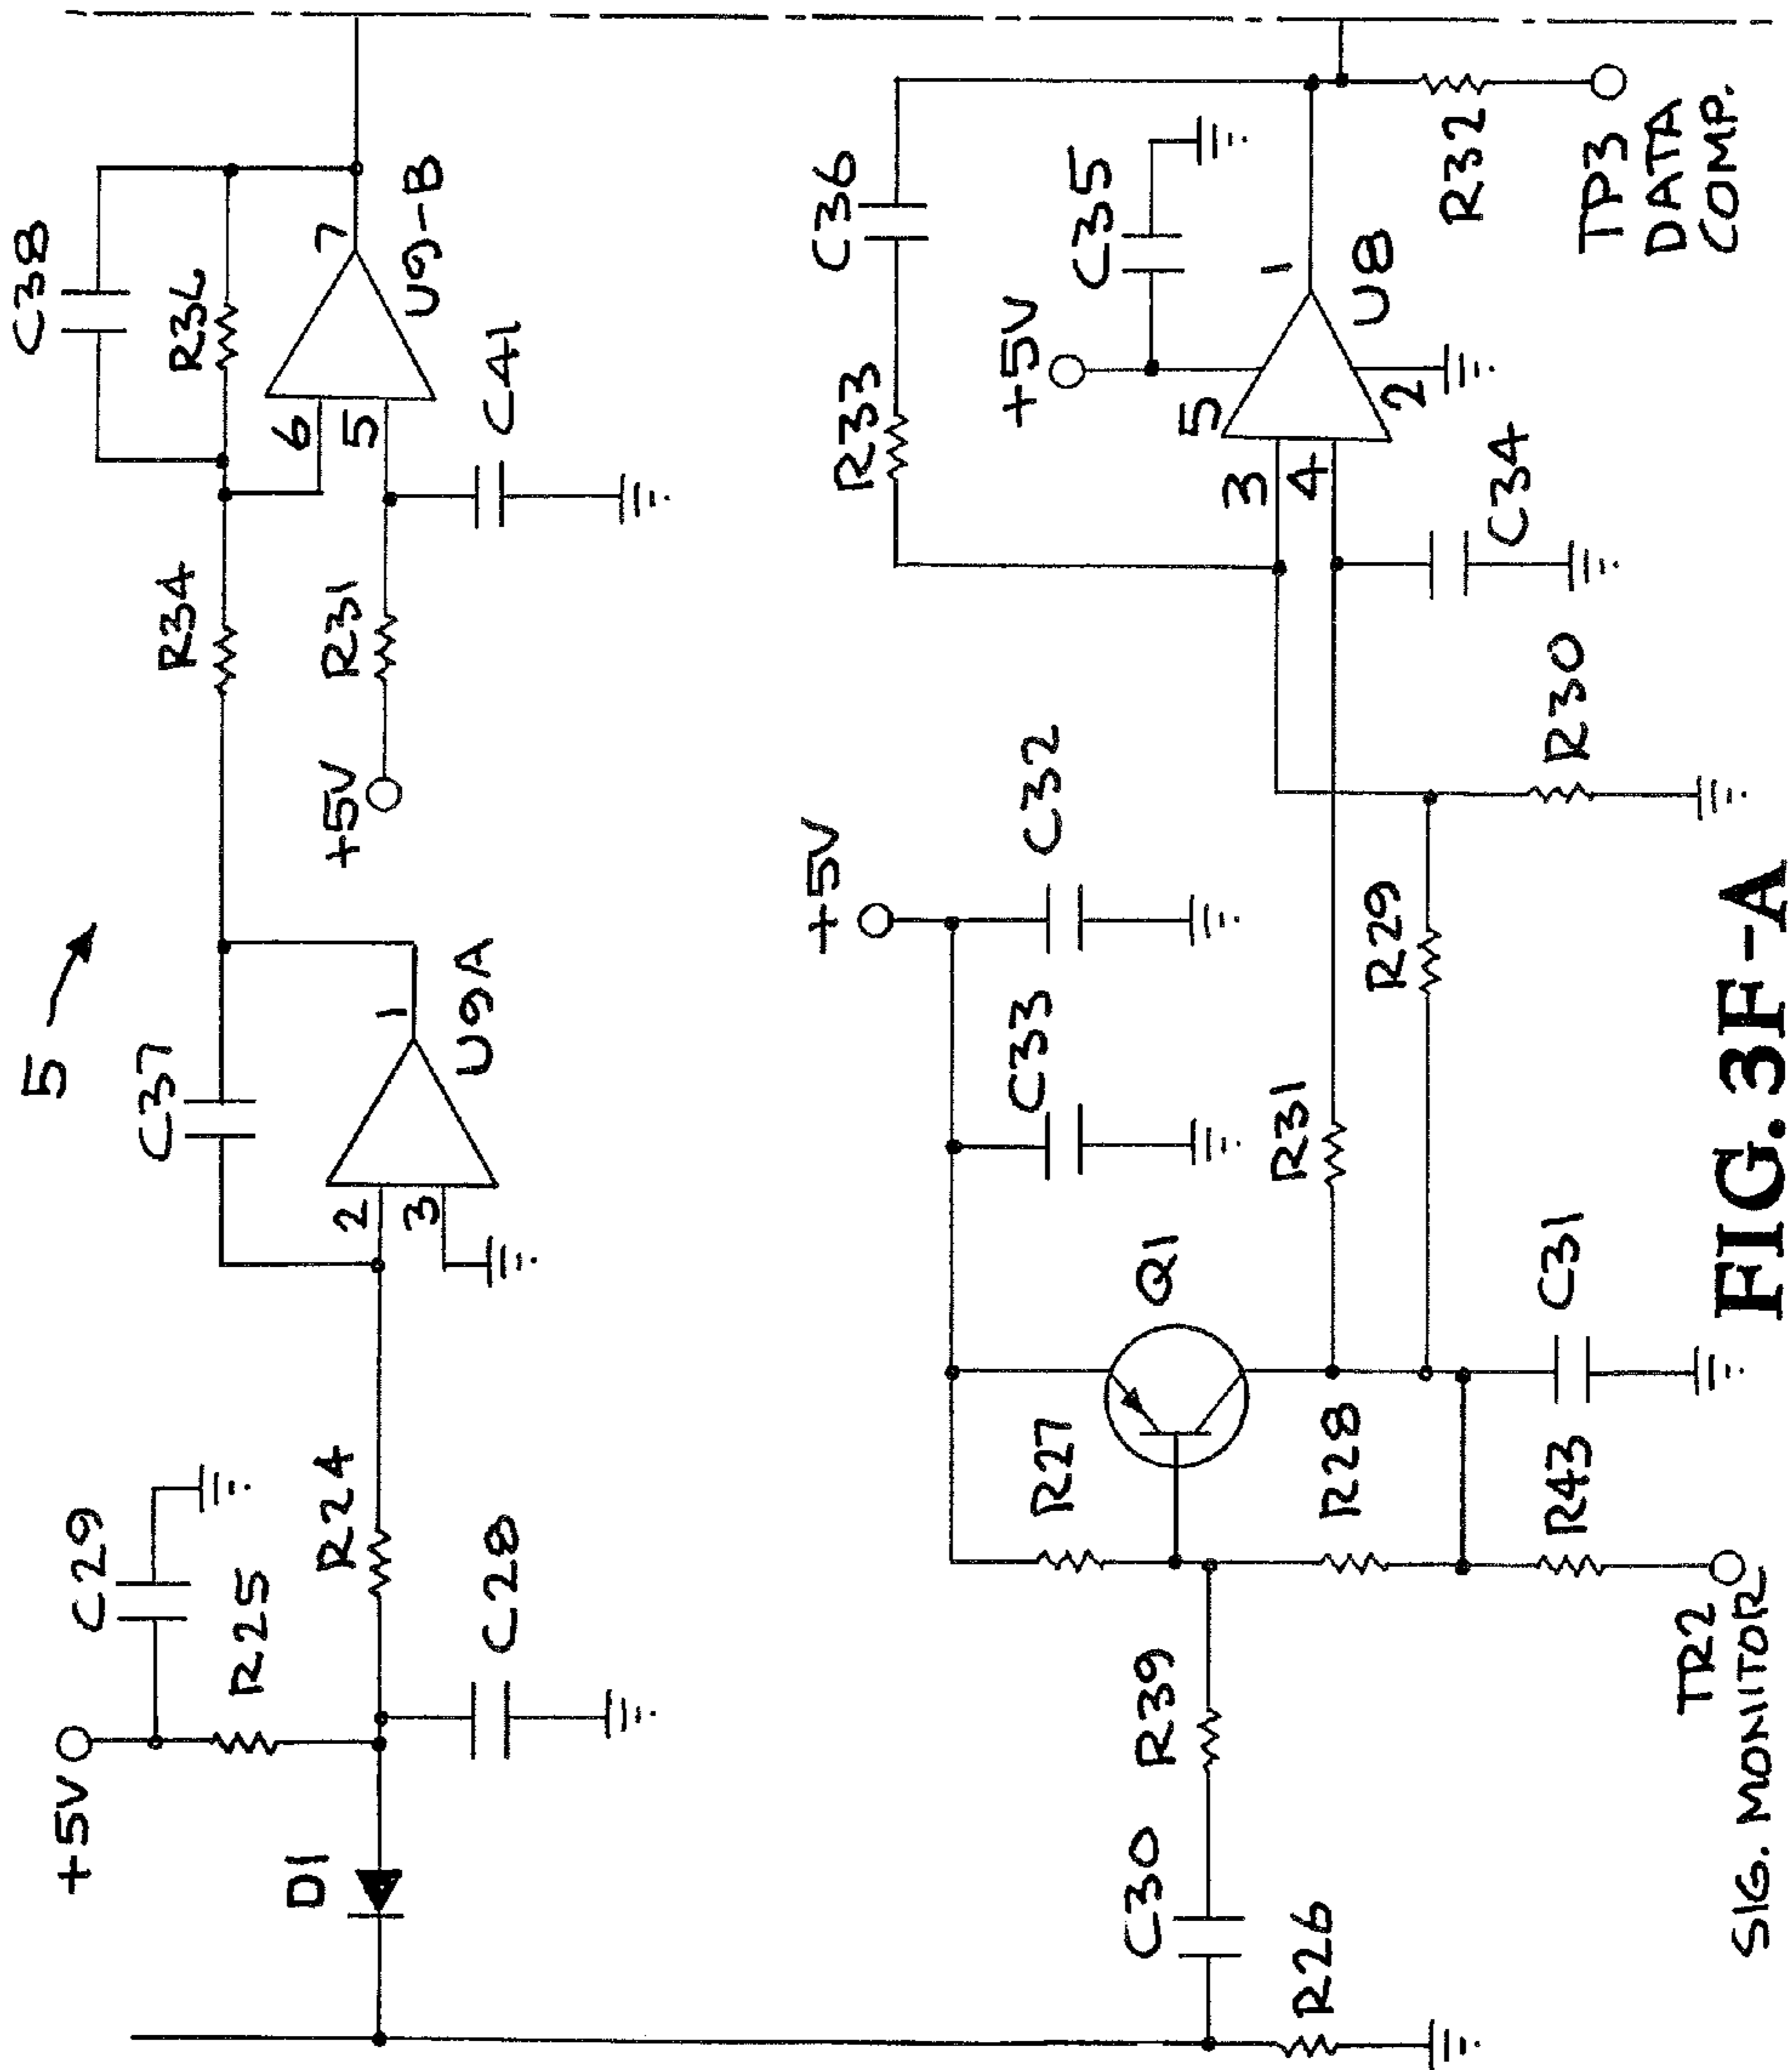 5
C38
R3L
7
U9-B
6
5
C41
R34
R31
+5V
C37
1
U9A
2
3
C29
R25
+5V
R24
C28
D1
C36
C35
R33
+5V
1
U8
5
2
3
4
C34
R32
TP3
DATA
COMP.
+5V
C32
C33
R30
R29
R31
Q1
R27
R28
C31
R43
R39
C30
R26
TR2
SIG. MONITOR
FIG. 3F-A